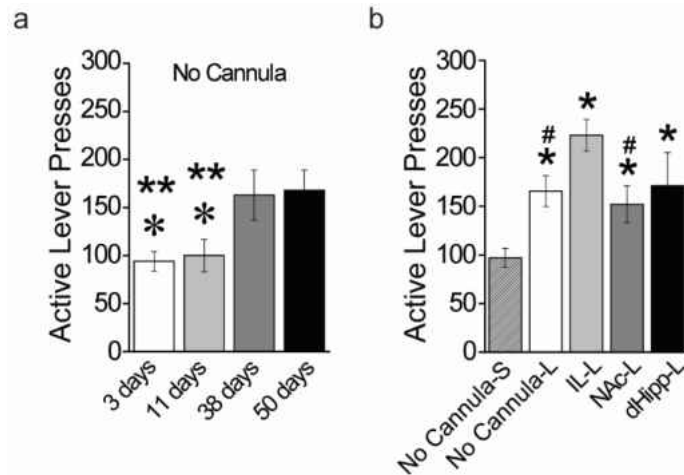 a
Active Lever Presses
300
250
200
150
100
50
0
No Cannula
**
*
**
*
3 days
11 days
38 days
50 days
b
Active Lever Presses
300
250
200
150
100
50
0
#
*
*
#
*
*
No Cannula-S
No Cannula-L
IL-L
NAc-L
dHipp-L